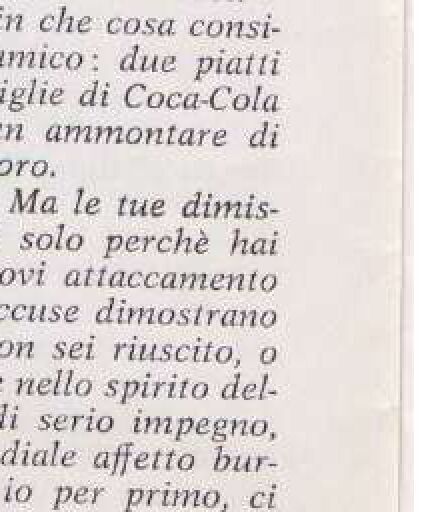 in che cosa consi-
amico: due piatti
iglie di Coca-Cola
un ammontare di
oro.
Ma le tue dimis-
solo perchè hai
ovi attaccamento
ccuse dimostrano
on sei riuscito, o
e nello spirito del-
di serio impegno,
diale affetto bur-
io per primo, ci